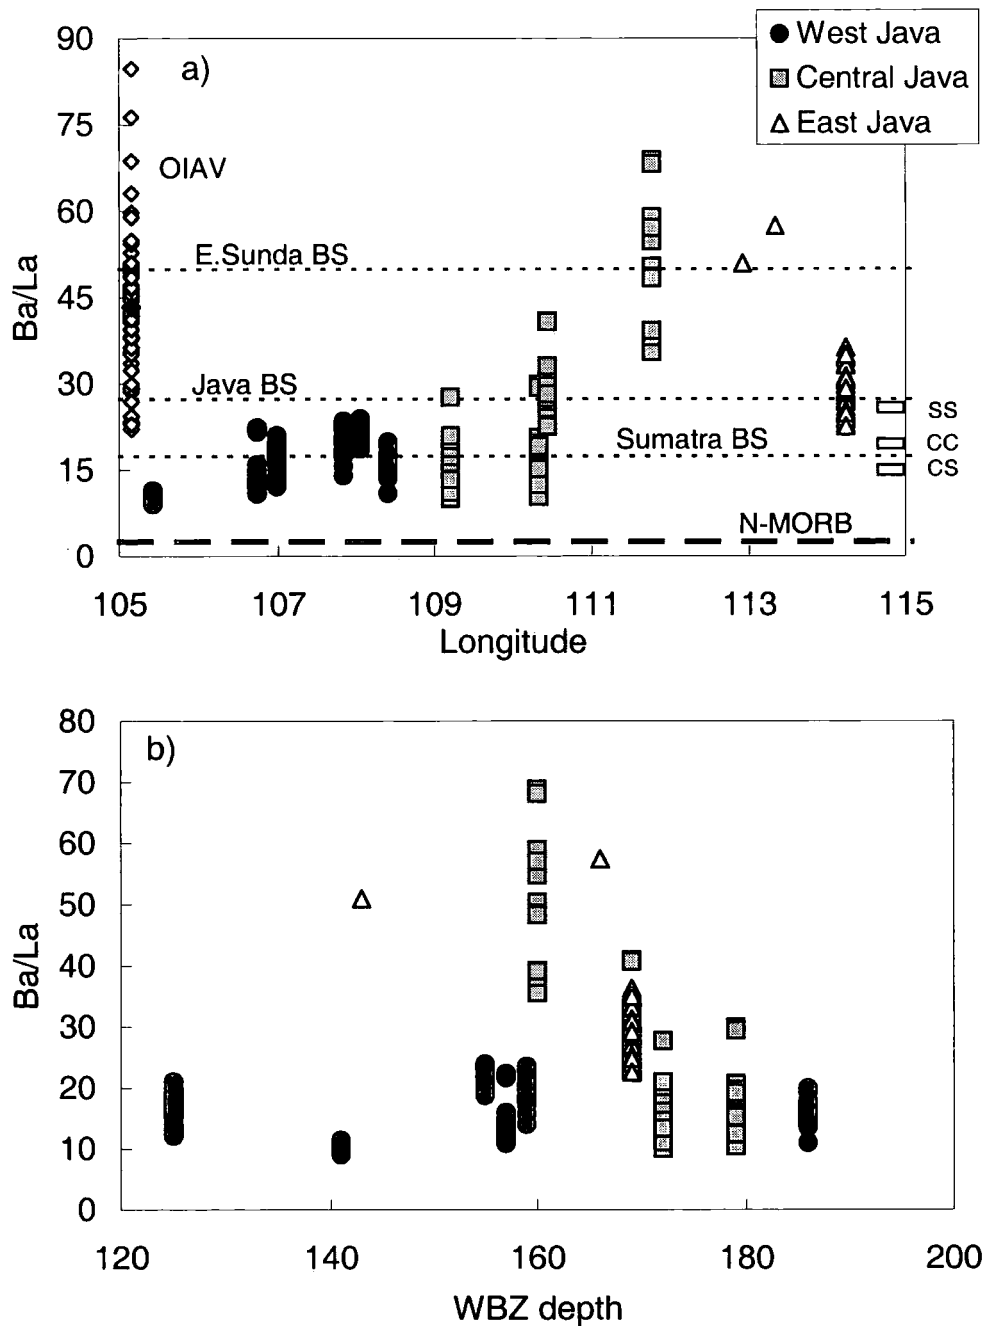 West Java
Central Java
East Java
a)
90
75
60
45
30
15
0
Ba/La
OIAV
E.Sunda BS
Java BS
Sumatra BS
SS
CC
CS
N-MORB
105 107 109 111 113 115
Longitude
b)
80
70
60
50
40
30
20
10
0
Ba/La
120 140 160 180 200
WBZ depth